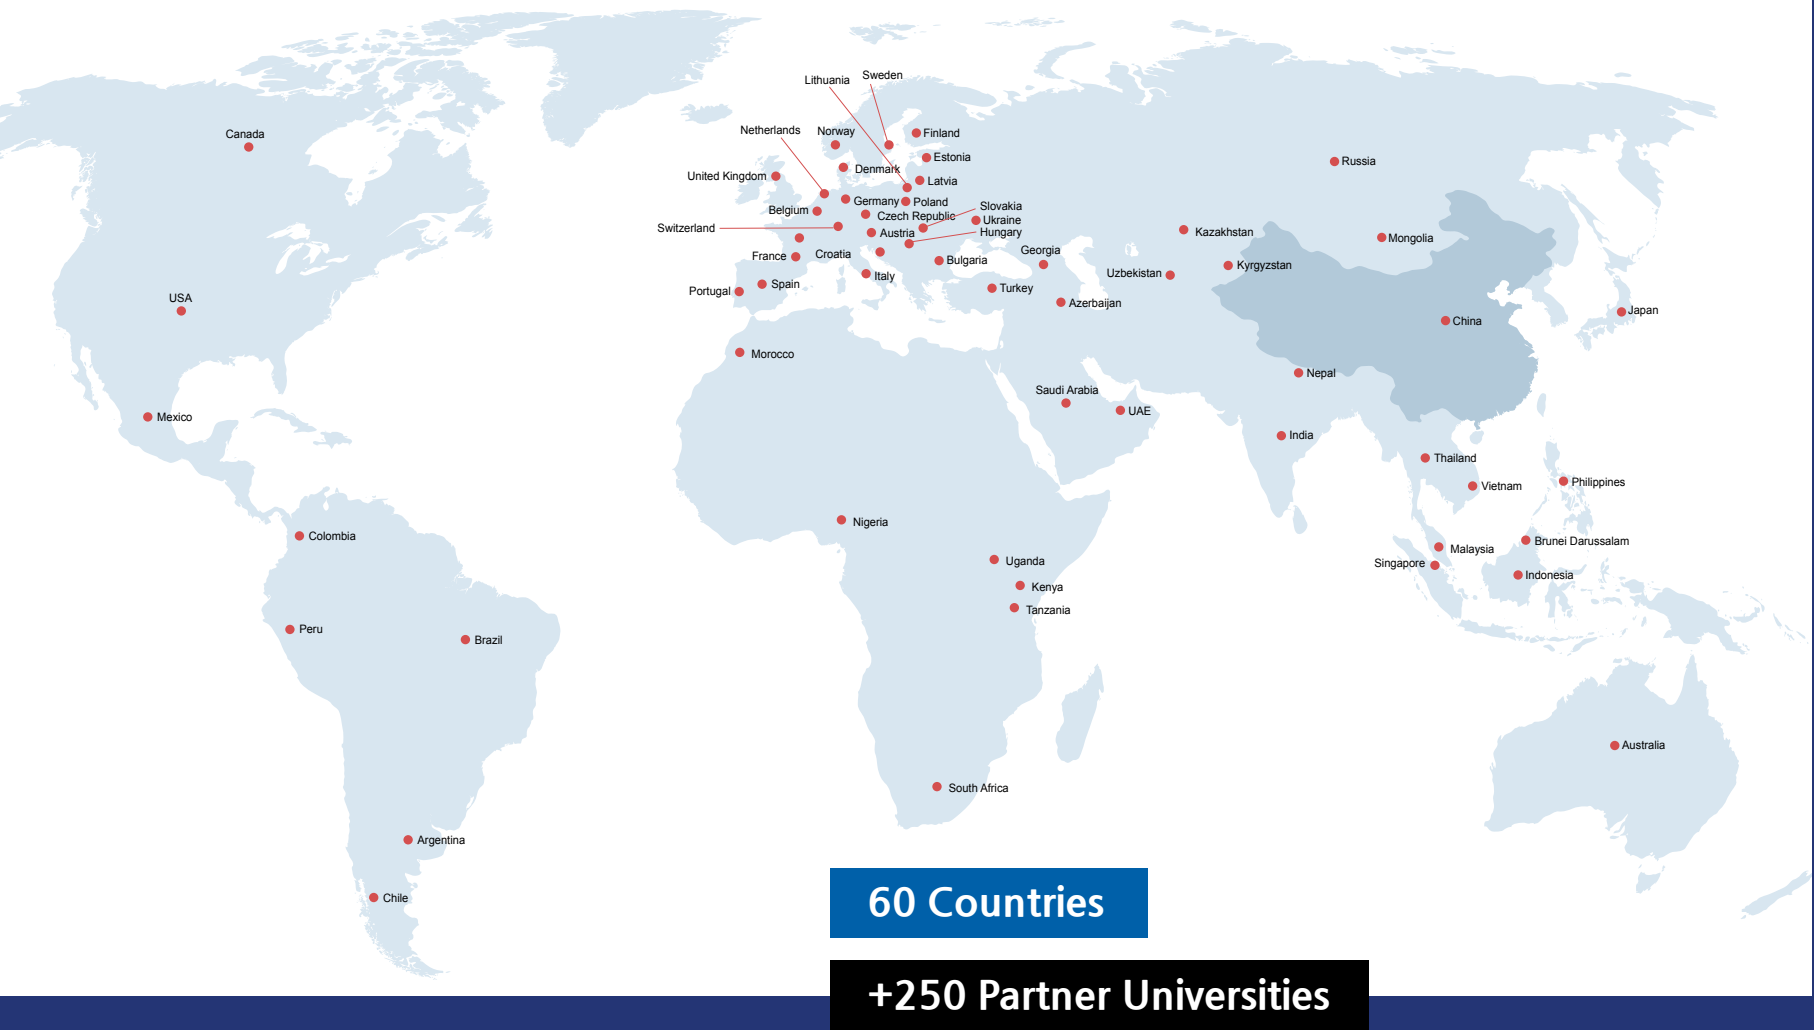 Sweden
Lithuania
Canada
Netherlands
Norway
Finland
Estonia
Russia
Denmark
United Kingdom
Latvia
Germany
Poland
Slovakia
Belgium
Czech Republic
Ukraine
Switzerland
Austria
Hungary
Kazakhstan
Mongolia
Georgia
Croatia
France
Bulgaria
Kyrgyzstan
Uzbekistan
Italy
Spain
Turkey
Portugal
USA
Azerbaijan
Japan
China
Morocco
Nepal
Saudi Arabia
UAE
Mexico
India
Thailand
Philippines
Vietnam
Nigeria
Colombia
Brunei Darussalam
Malaysia
Uganda
Singapore
Indonesia
Kenya
Tanzania
Peru
Brazil
Australia
South Africa
Argentina
Chile
60 Countries
+250 Partner Universities